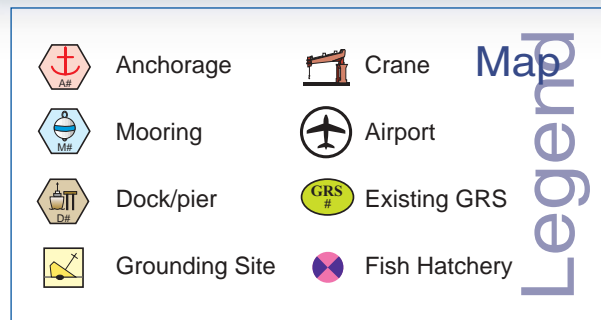 Map
Legend
A# Anchorage
Crane
M# Mooring
Airport
D# Dock/pier
GRS
# Existing GRS
Grounding Site
Fish Hatchery